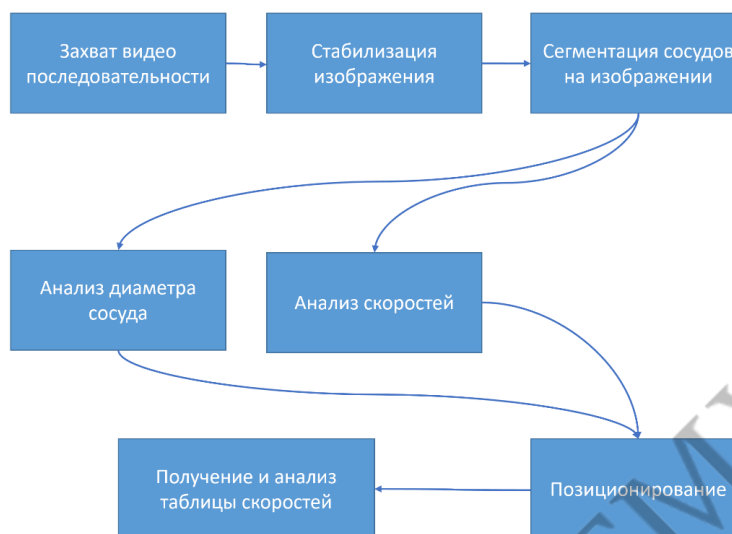 Захват видео
последовательности
Стабилизация
изображения
Сегментация сосудов
на изображении
Анализ диаметра
сосуда
Анализ скоростей
Получение и анализ
таблицы скоростей
Позиционирование